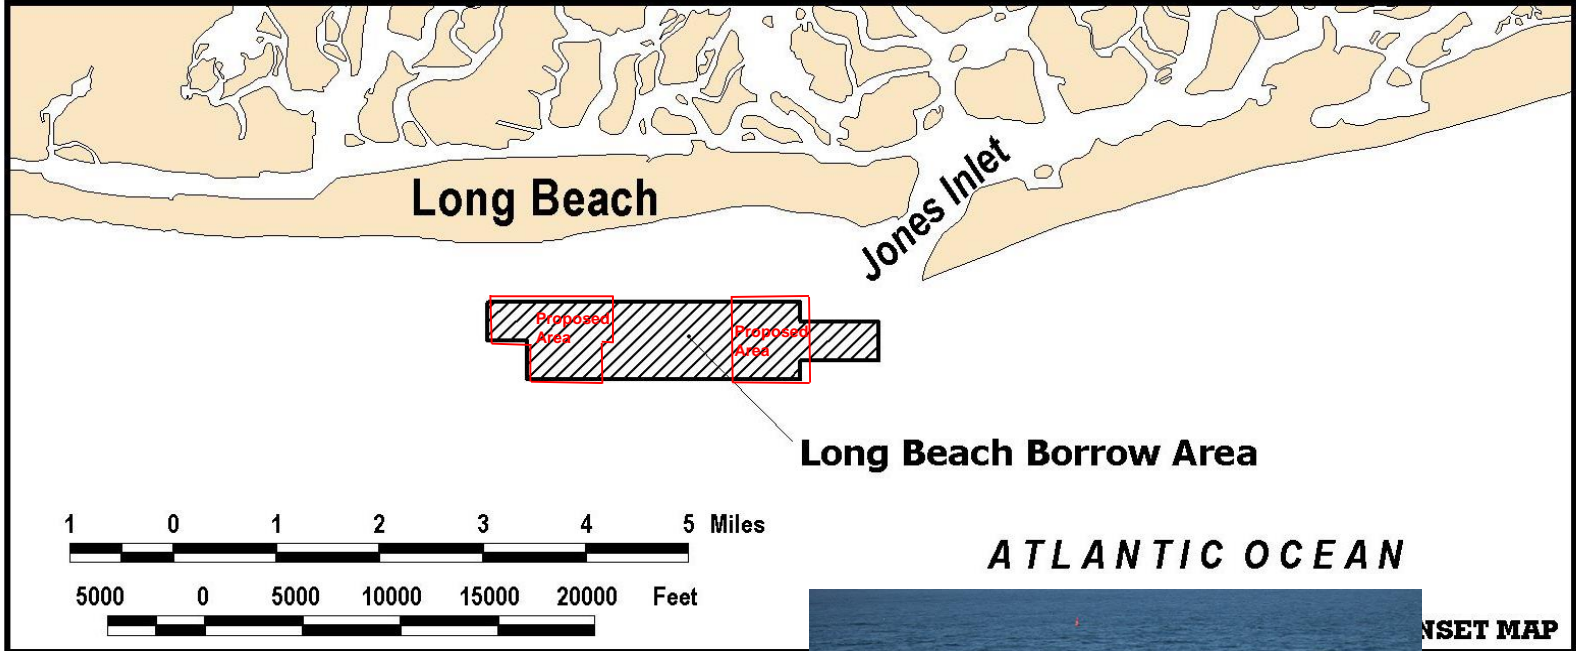 Long Beach
Jones Inlet
Proposed
Area
Proposed
Area
Long Beach Borrow Area
1 0 1 2 3 4 5 Miles
5000 0 5000 10000 15000 20000 Feet
ATLANTIC OCEAN
NSET MAP